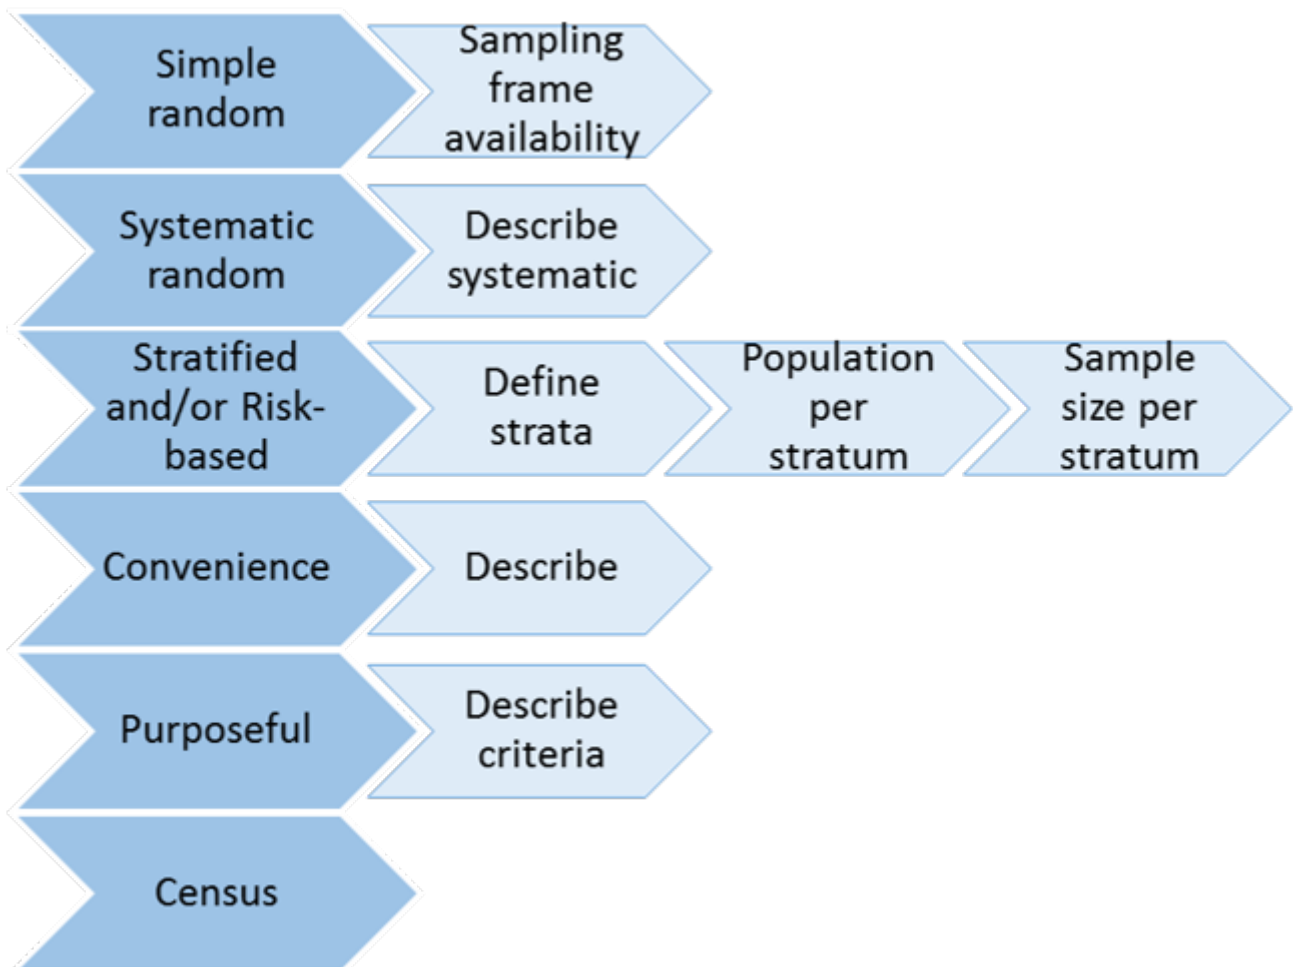 Simple
random
Sampling
frame
availability
Systematic
random
Describe
systematic
Stratified
and/or Risk-
based
Define
strata
Population
per
stratum
Sample
size per
stratum
Convenience
Describe
Purposeful
Describe
criteria
Census